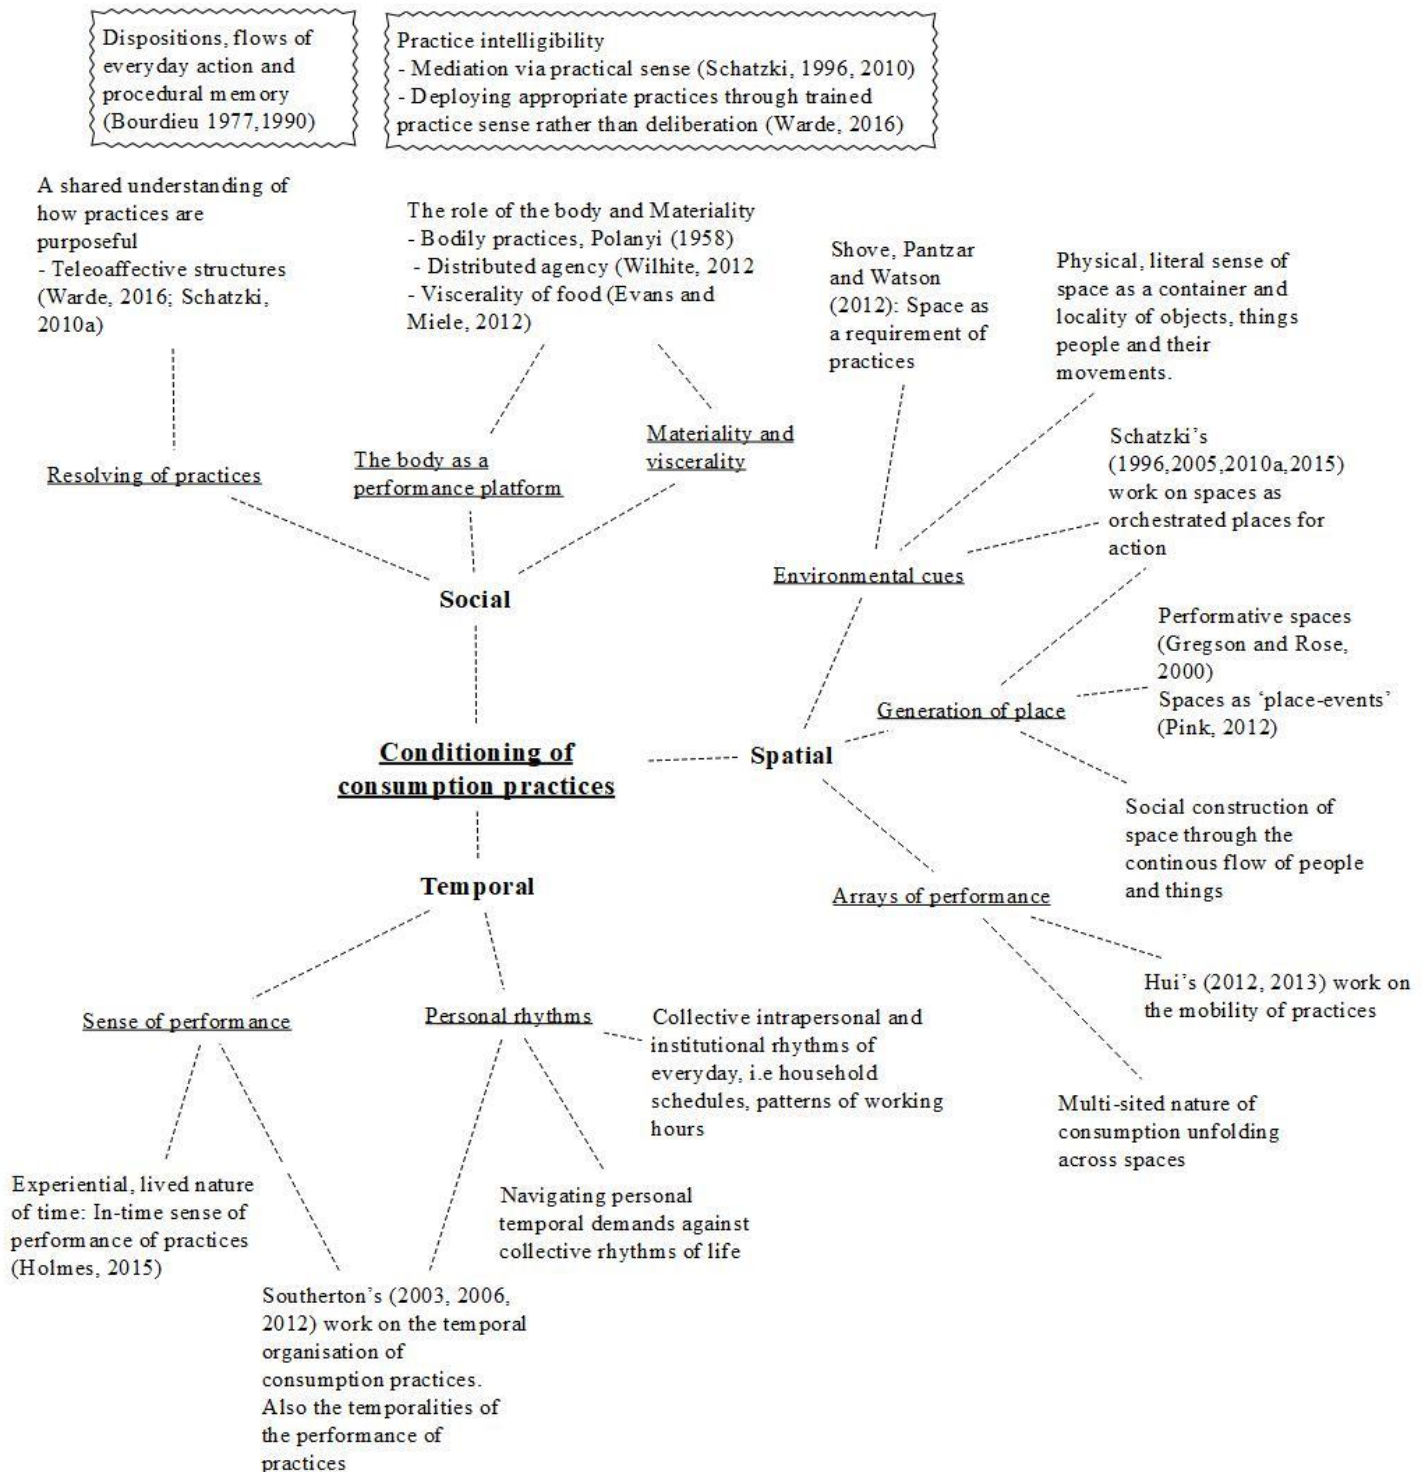 Dispositions, flows of
everyday action and
procedural memory
(Bourdieu 1977,1990)
Practice intelligibility
- Mediation via practical sense (Schatzki, 1996, 2010)
- Deploying appropriate practices through trained
practice sense rather than deliberation (Warde, 2016)
A shared understanding of
how practices are
purposeful
- Teleoaffective structures
(Warde, 2016; Schatzki,
2010a)
The role of the body and Materiality
- Bodily practices, Polanyi (1958)
- Distributed agency (Wilhite, 2012
- Viscerality of food (Evans and
Miele, 2012)
Shove, Pantzar
and Watson
(2012): Space as
a requirement of
practices
Physical, literal sense of
space as a container and
locality of objects, things
people and their
movements.
Resolving of practices
The body as a
performance platform
Materiality and
viscerality
Schatzki’s
(1996,2005,2010a,2015)
work on spaces as
orchestrated places for
action
Environmental cues
Social
Performative spaces
(Gregson and Rose,
2000)
Spaces as ‘place-events’
(Pink, 2012)
Generation of place
Conditioning of
consumption practices
Spatial
Social construction of
space through the
continous flow of people
and things
Temporal
Arrays of performance
Hui’s (2012, 2013) work on
the mobility of practices
Sense of performance
Personal rhythms
Collective intrapersonal and
institutional rhythms of
everyday, i.e household
schedules, patterns of working
hours
Multi-sited nature of
consumption unfolding
across spaces
Experiential, lived nature
of time: In-time sense of
performance of practices
(Holmes, 2015)
Navigating personal
temporal demands against
collective rhythms of life
Southerton’s (2003, 2006,
2012) work on the temporal
organisation of
consumption practices.
Also the temporalities of
the performance of
practices